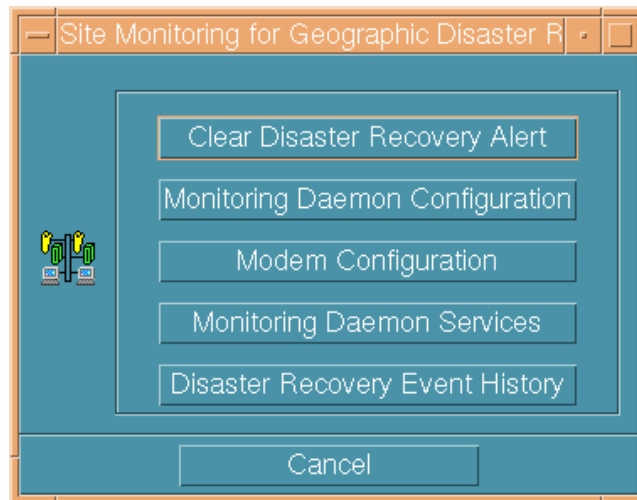 Site Monitoring for Geographic Disaster R
Clear Disaster Recovery Alert
Monitoring Daemon Configuration
Modem Configuration
Monitoring Daemon Services
Disaster Recovery Event History
Cancel